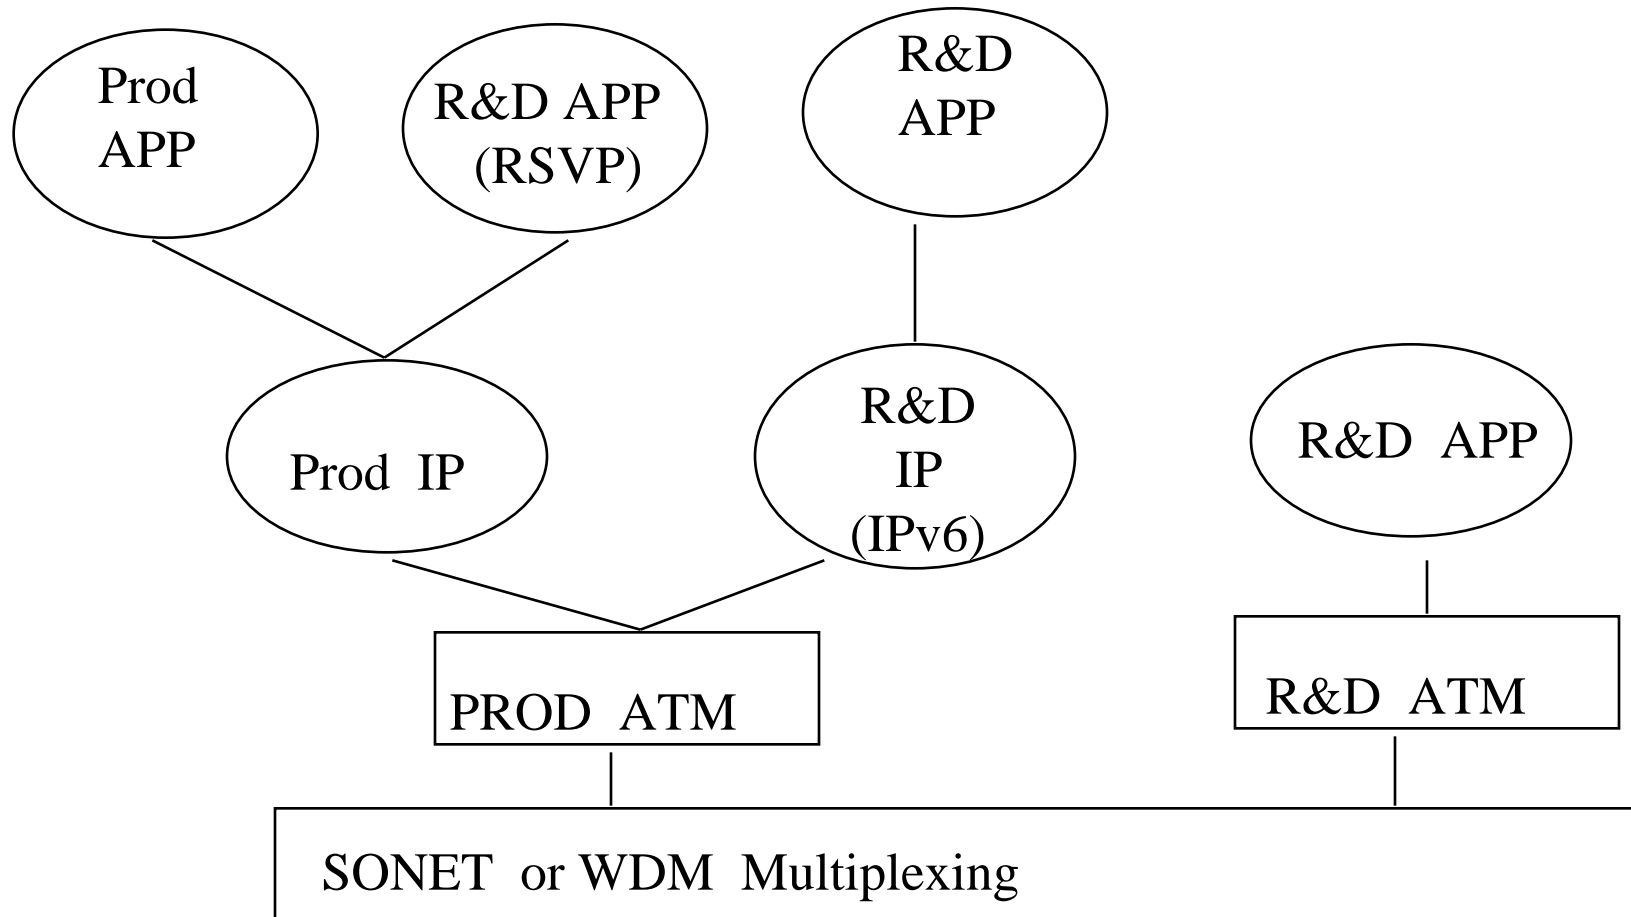 Prod
APP
R&D APP
(RSVP)
R&D
APP
Prod IP
R&D
IP
(IPv6)
R&D APP
PROD ATM
R&D ATM
SONET or WDM Multiplexing